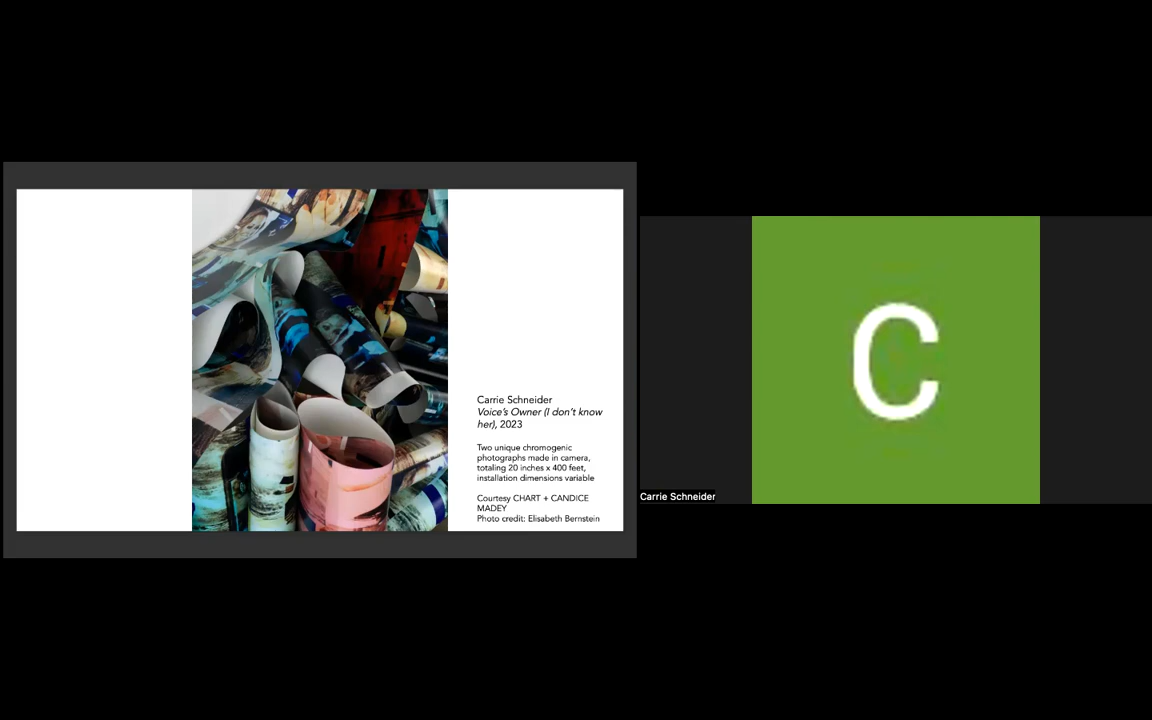 Carrie Schneider
Voice's Owner (I don't know
her), 2023
Two unique chromogenic
photographs made in camera,
totaling 20 inches x 400 feet,
installation dimensions variable
Courtesy CHART + CANDICE
MADEY
Photo credit: Elisabeth Bernstein
C
Carrie Schneider